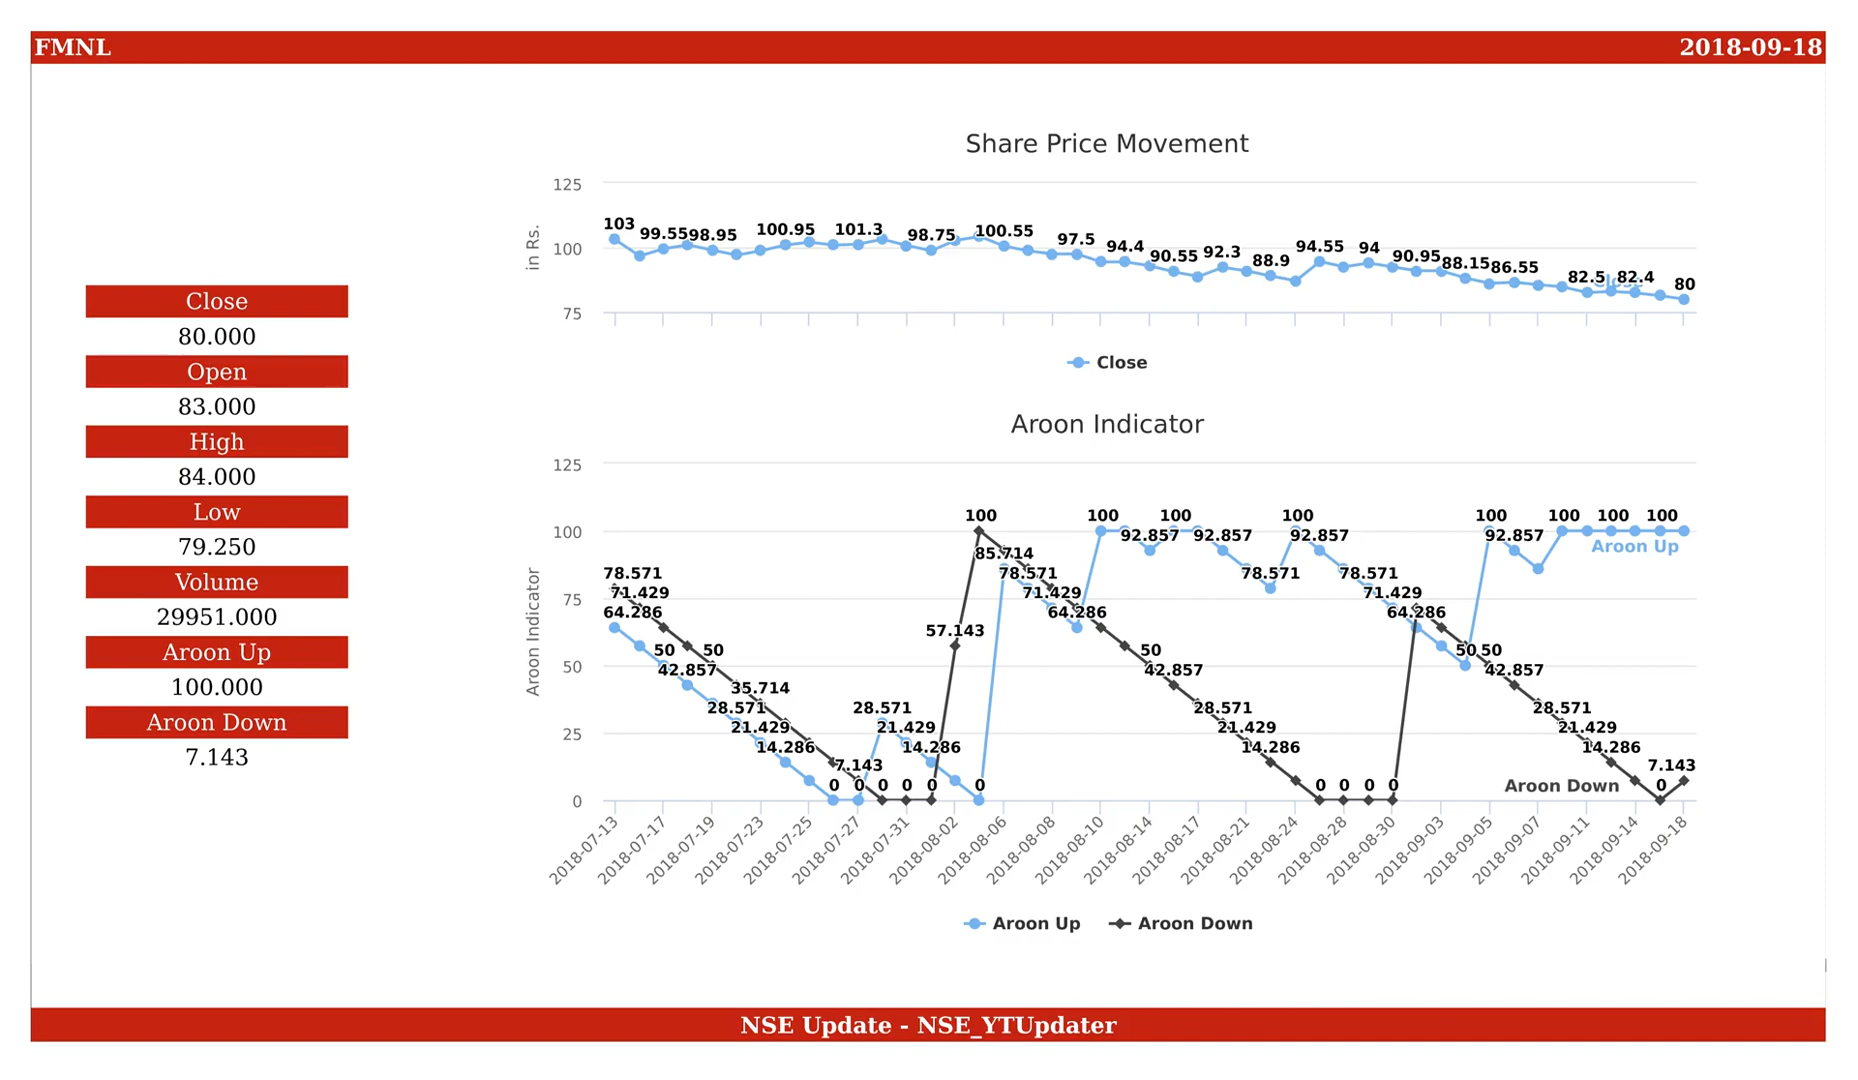 FMNL 2018-09-18
Close
80.000
Open
83.000
High
84.000
Low
79.250
Volume
29951.000
Aroon Up
100.000
Aroon Down
7.143
Share Price Movement
in Rs.
125
100
75
103 99.55 98.95 100.95 101.3 98.75 100.55 97.5 94.4 90.55 92.3 88.9 94.55 94 90.95 88.15 86.55 82.5 82.4 80
Close
Close
Aroon Indicator
Aroon Indicator
125
100
75
50
25
0
100 100 100 100 100 100 100 100
92.857 92.857 92.857 92.857
Aroon Up
85.714
78.571 78.571 78.571 78.571
71.429 71.429 71.429
64.286 64.286 64.286
57.143
50 50 50 50 50
42.857 42.857 42.857
35.714
28.571 28.571 28.571 28.571
21.429 21.429 21.429 21.429
14.286 14.286 14.286 14.286
7.143 7.143
0 0 0 0 0 0 0 0 0 0 0
Aroon Down
2018-07-13 2018-07-17 2018-07-19 2018-07-23 2018-07-25 2018-07-27 2018-07-31 2018-08-02 2018-08-06 2018-08-08 2018-08-10 2018-08-14 2018-08-17 2018-08-21 2018-08-24 2018-08-28 2018-08-30 2018-09-03 2018-09-05 2018-09-07 2018-09-11 2018-09-14 2018-09-18
Aroon Up Aroon Down
NSE Update - NSE_YTUpdater